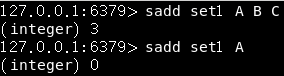 127.0.0.1:6379> sadd set1 A B C
(integer) 3
127.0.0.1:6379> sadd set1 A
(integer) 0